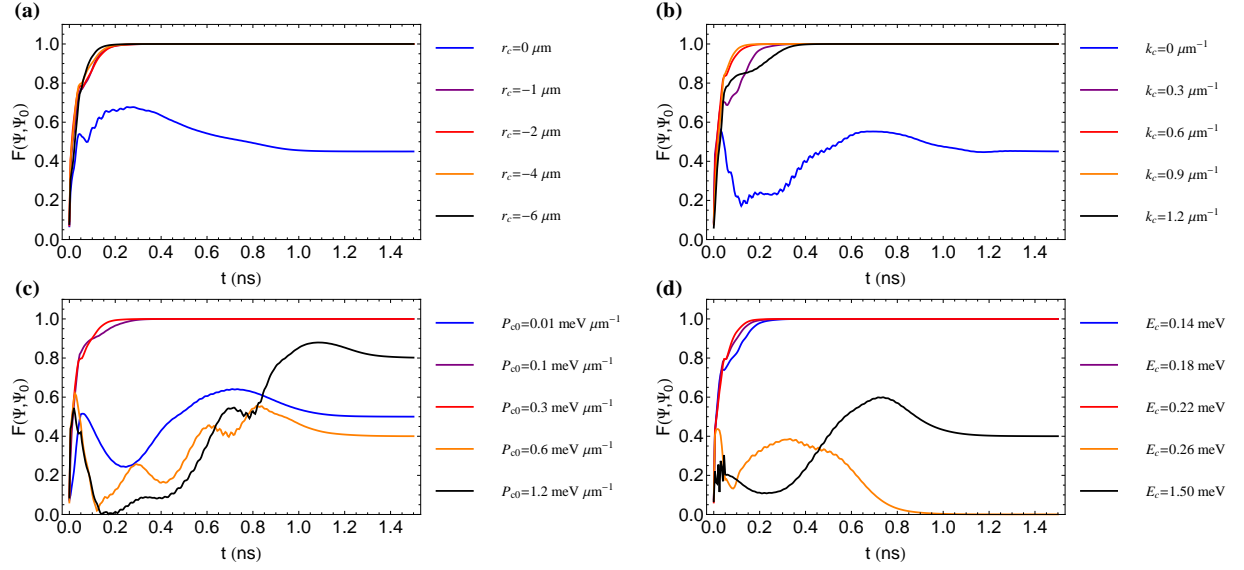 (a)
F(Ψ,Ψ0)
1.0
0.8
0.6
0.4
0.2
0.0
0.0 0.2 0.4 0.6 0.8 1.0 1.2 1.4
t (ns)
rc=0 μm
rc=-1 μm
rc=-2 μm
rc=-4 μm
rc=-6 μm
(b)
F(Ψ,Ψ0)
1.0
0.8
0.6
0.4
0.2
0.0
0.0 0.2 0.4 0.6 0.8 1.0 1.2 1.4
t (ns)
kc=0 μm⁻¹
kc=0.3 μm⁻¹
kc=0.6 μm⁻¹
kc=0.9 μm⁻¹
kc=1.2 μm⁻¹
(c)
F(Ψ,Ψ0)
1.0
0.8
0.6
0.4
0.2
0.0
0.0 0.2 0.4 0.6 0.8 1.0 1.2 1.4
t (ns)
Pc0=0.01 meV μm⁻¹
Pc0=0.1 meV μm⁻¹
Pc0=0.3 meV μm⁻¹
Pc0=0.6 meV μm⁻¹
Pc0=1.2 meV μm⁻¹
(d)
F(Ψ,Ψ0)
1.0
0.8
0.6
0.4
0.2
0.0
0.0 0.2 0.4 0.6 0.8 1.0 1.2 1.4
t (ns)
Ec=0.14 meV
Ec=0.18 meV
Ec=0.22 meV
Ec=0.26 meV
Ec=1.50 meV